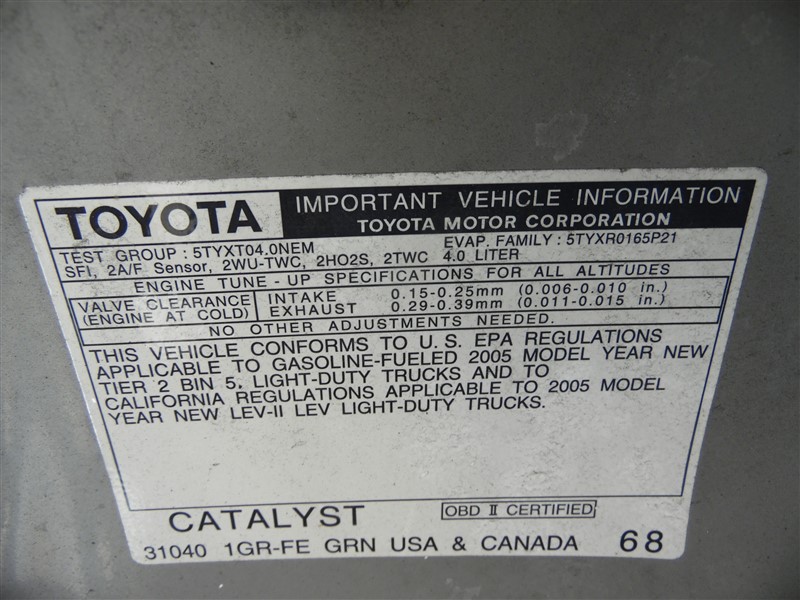 TOYOTA IMPORTANT VEHICLE INFORMATION
TOYOTA MOTOR CORPORATION
TEST GROUP : 5TYXT04.0NEM EVAP. FAMILY : 5TYXR0165P21
SFI, 2A/F Sensor, 2WU-TWC, 2HO2S, 2TWC 4.0 LITER
ENGINE TUNE - UP SPECIFICATIONS FOR ALL ALTITUDES
VALVE CLEARANCE INTAKE 0.15-0.25mm (0.006-0.010 in.)
(ENGINE AT COLD) EXHAUST 0.29-0.39mm (0.011-0.015 in.)
NO OTHER ADJUSTMENTS NEEDED.
THIS VEHICLE CONFORMS TO U.S. EPA REGULATIONS
APPLICABLE TO GASOLINE-FUELED 2005 MODEL YEAR NEW
TIER 2 BIN 5, LIGHT-DUTY TRUCKS AND TO
CALIFORNIA REGULATIONS APPLICABLE TO 2005 MODEL
YEAR NEW LEV-II LEV LIGHT-DUTY TRUCKS.
CATALYST OBD II CERTIFIED
31040 1GR-FE GRN USA & CANADA 68